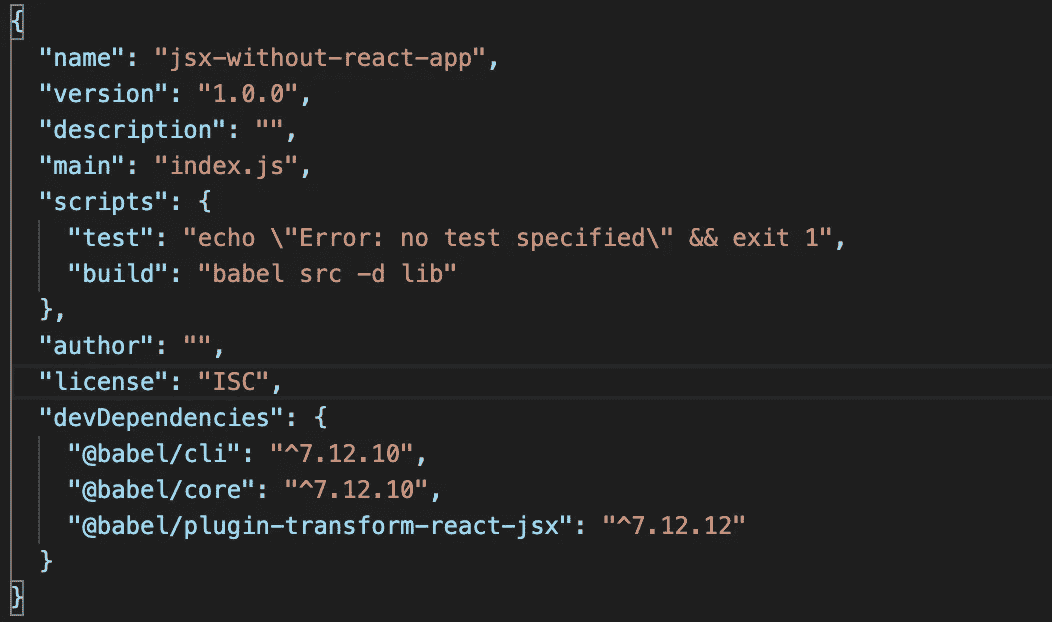 {
  "name": "jsx-without-react-app",
  "version": "1.0.0",
  "description": "",
  "main": "index.js",
  "scripts": {
    "test": "echo \"Error: no test specified\" && exit 1",
    "build": "babel src -d lib"
  },
  "author": "",
  "license": "ISC",
  "devDependencies": {
    "@babel/cli": "^7.12.10",
    "@babel/core": "^7.12.10",
    "@babel/plugin-transform-react-jsx": "^7.12.12"
  }
}